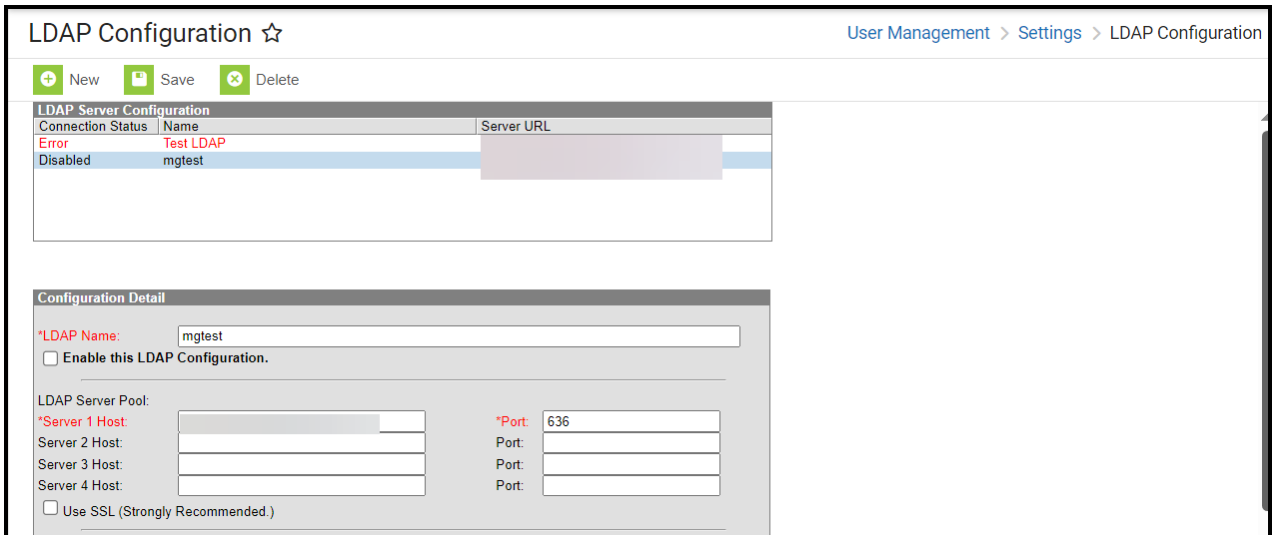 LDAP Configuration
User Management > Settings > LDAP Configuration
New Save Delete
LDAP Server Configuration
Connection Status Name Server URL
Error Test LDAP
Disabled mgtest
Configuration Detail
*LDAP Name: mgtest
Enable this LDAP Configuration.
LDAP Server Pool:
*Server 1 Host: *Port: 636
Server 2 Host: Port:
Server 3 Host: Port:
Server 4 Host: Port:
Use SSL (Strongly Recommended.)